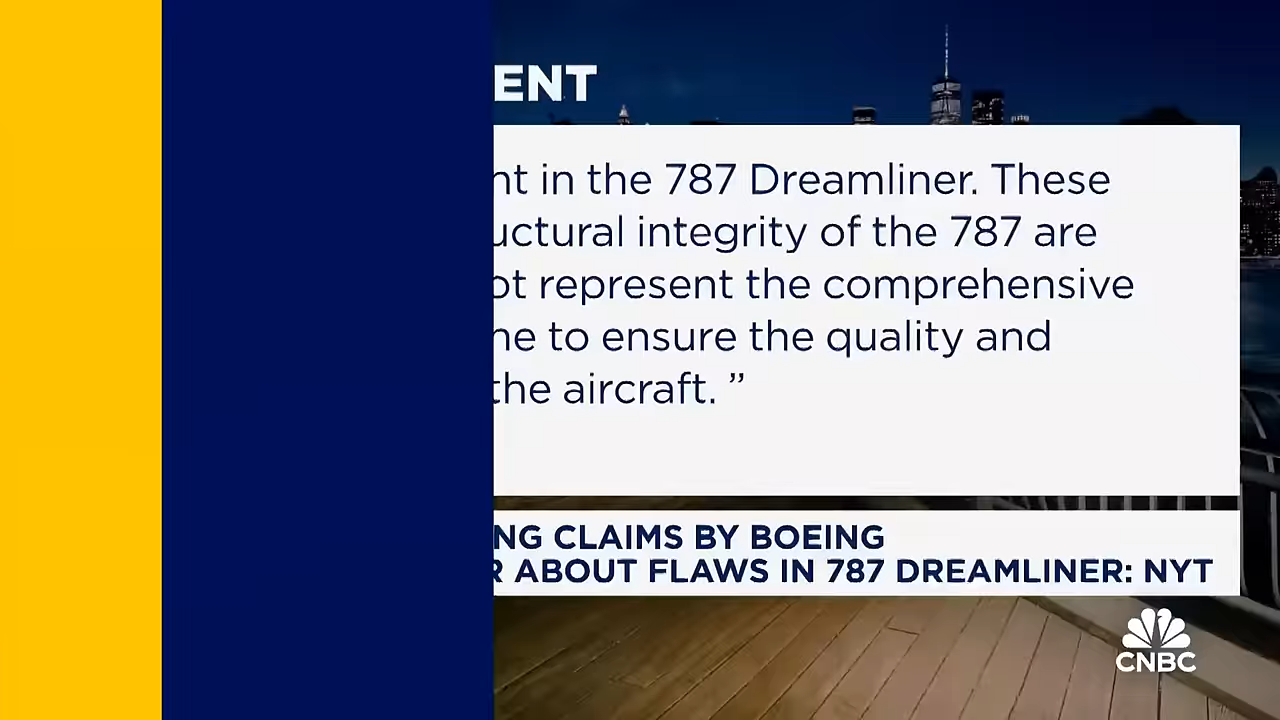 ENT
nt in the 787 Dreamliner. These
uctural integrity of the 787 are
ot represent the comprehensive
ne to ensure the quality and
the aircraft. ”
NG CLAIMS BY BOEING
R ABOUT FLAWS IN 787 DREAMLINER: NYT
CNBC